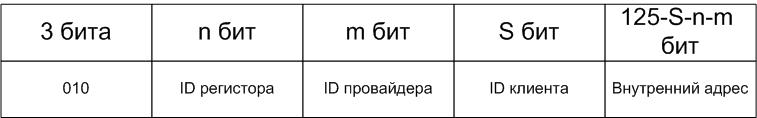 3 бита
n бит
m бит
S бит
125-S-n-m
бит
010
ID регистора
ID провайдера
ID клиента
Внутренний адрес